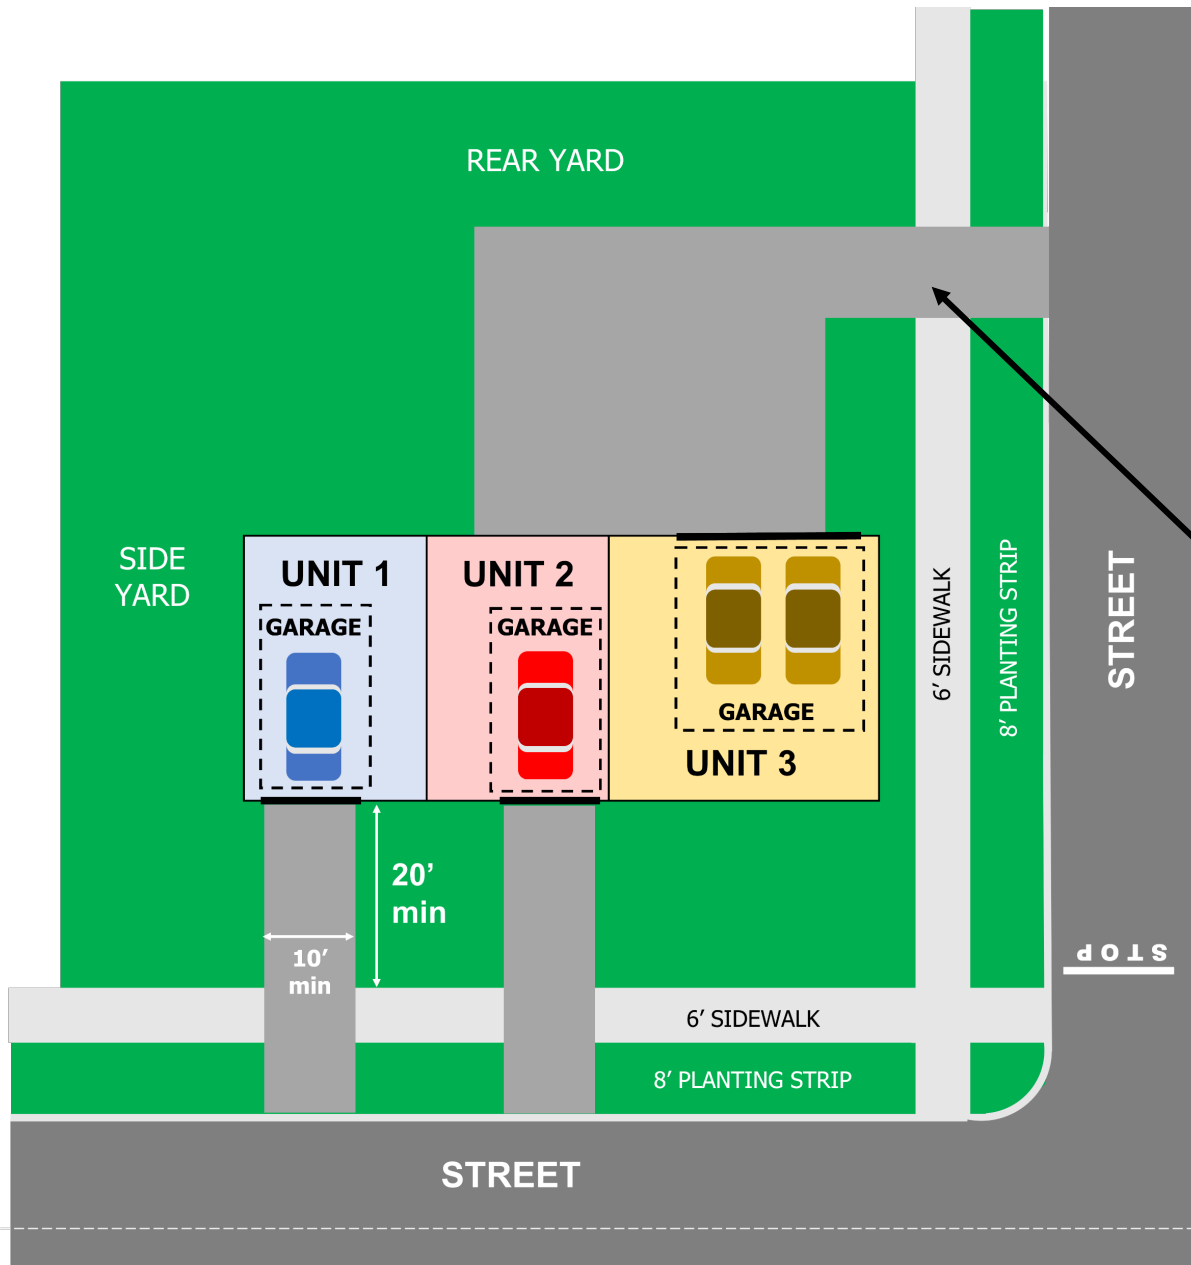 REAR YARD
SIDE
YARD
UNIT 1
UNIT 2
GARAGE
GARAGE
GARAGE
UNIT 3
6’ SIDEWALK
8’ PLANTING STRIP
STREET
20’
min
10’
min
STOP
6’ SIDEWALK
8’ PLANTING STRIP
STREET